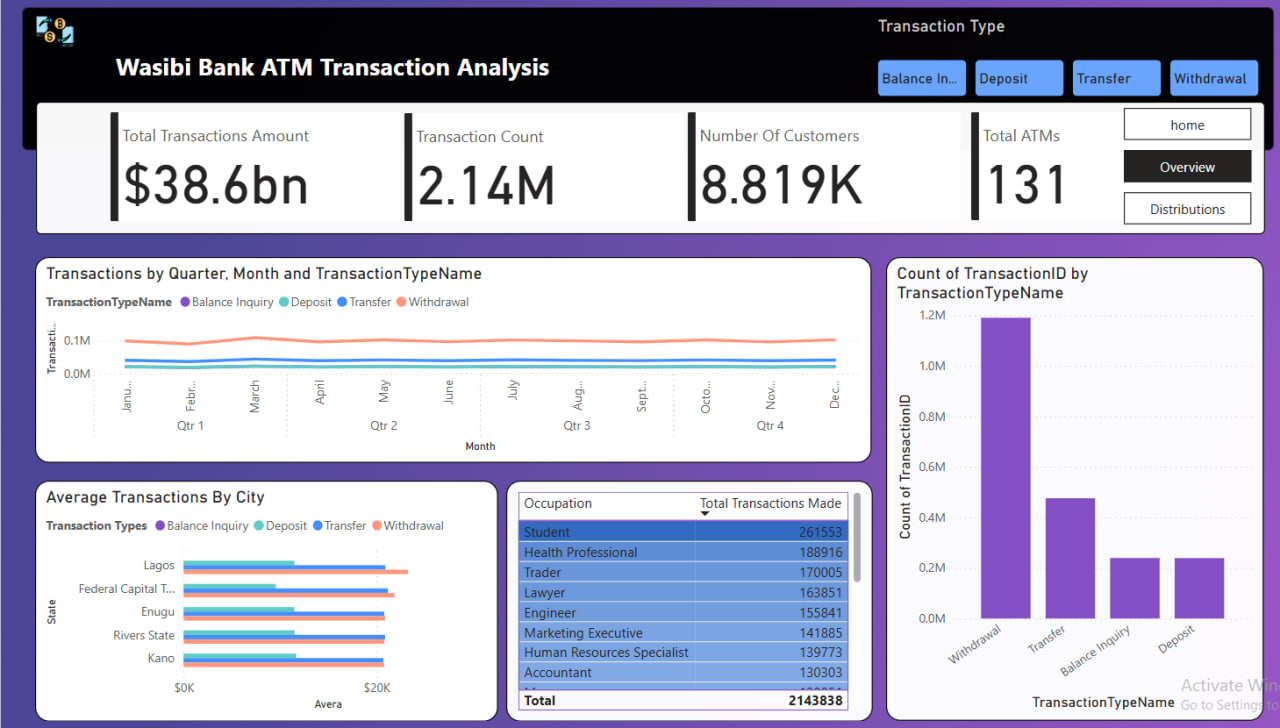 Transaction Type
Wasibi Bank ATM Transaction Analysis
Balance In...
Deposit
Transfer
Withdrawal
Total Transactions Amount
$38.6bn
Transaction Count
2.14M
Number Of Customers
8.819K
Total ATMs
131
home
Overview
Distributions
Transactions by Quarter, Month and TransactionTypeName
TransactionTypeName Balance Inquiry Deposit Transfer Withdrawal
Transacti...
0.1M
0.0M
Janu...
Febr...
March
April
May
June
July
Aug...
Sept...
Octo...
Nov...
Dec...
Qtr 1
Qtr 2
Qtr 3
Qtr 4
Month
Count of TransactionID by
TransactionTypeName
Count of TransactionID
1.2M
1.0M
0.8M
0.6M
0.4M
0.2M
0.0M
Withdrawal
Transfer
Balance Inquiry
Deposit
TransactionTypeName
Average Transactions By City
Transaction Types Balance Inquiry Deposit Transfer Withdrawal
State
Lagos
Federal Capital T...
Enugu
Rivers State
Kano
$0K
$20K
Avera
Occupation Total Transactions Made
Student 261553
Health Professional 188916
Trader 170005
Lawyer 163851
Engineer 155841
Marketing Executive 141885
Human Resources Specialist 139773
Accountant 130303
Total 2143838
Activate Win
Go to Settings to